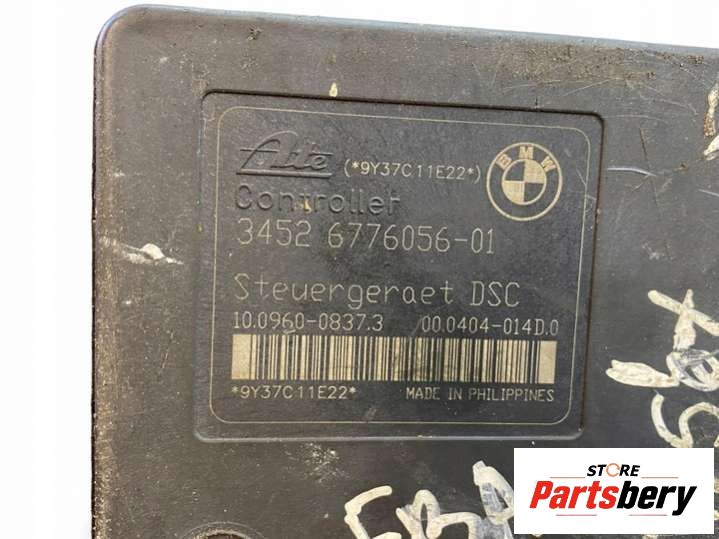 Ate (*9Y37C11E22*) BMW
Controller
3452 6776056-01
Steuergeraet DSC
10.0960-0837.3 00.0404-014D.0
*9Y37C11E22* MADE IN PHILIPPINES
STORE
Partsbery